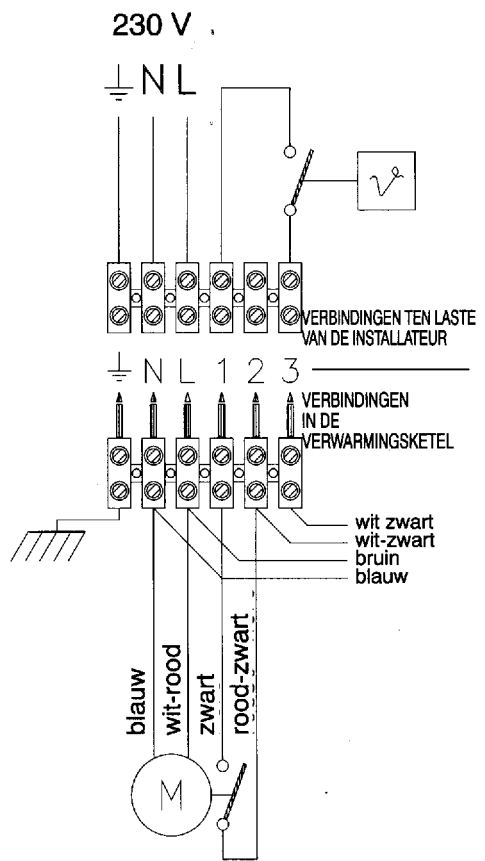 230 V
N L
VERBINDINGEN TEN LASTE
VAN DE INSTALLATEUR
N L 1 2 3
VERBINDINGEN
IN DE
VERWARMINGSKETEL
wit zwart
wit-zwart
bruin
blauw
blauw
wit-rood
zwart
rood-zwart
M